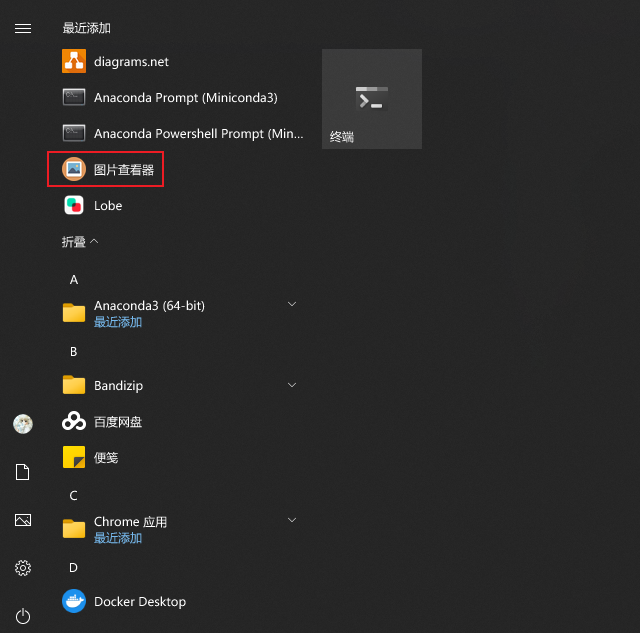 最近添加
diagrams.net
Anaconda Prompt (Miniconda3)
Anaconda Powershell Prompt (Min...
终端
图片查看器
Lobe
折叠
A
Anaconda3 (64-bit)
最近添加
B
Bandizip
百度网盘
便笺
C
Chrome 应用
最近添加
D
Docker Desktop